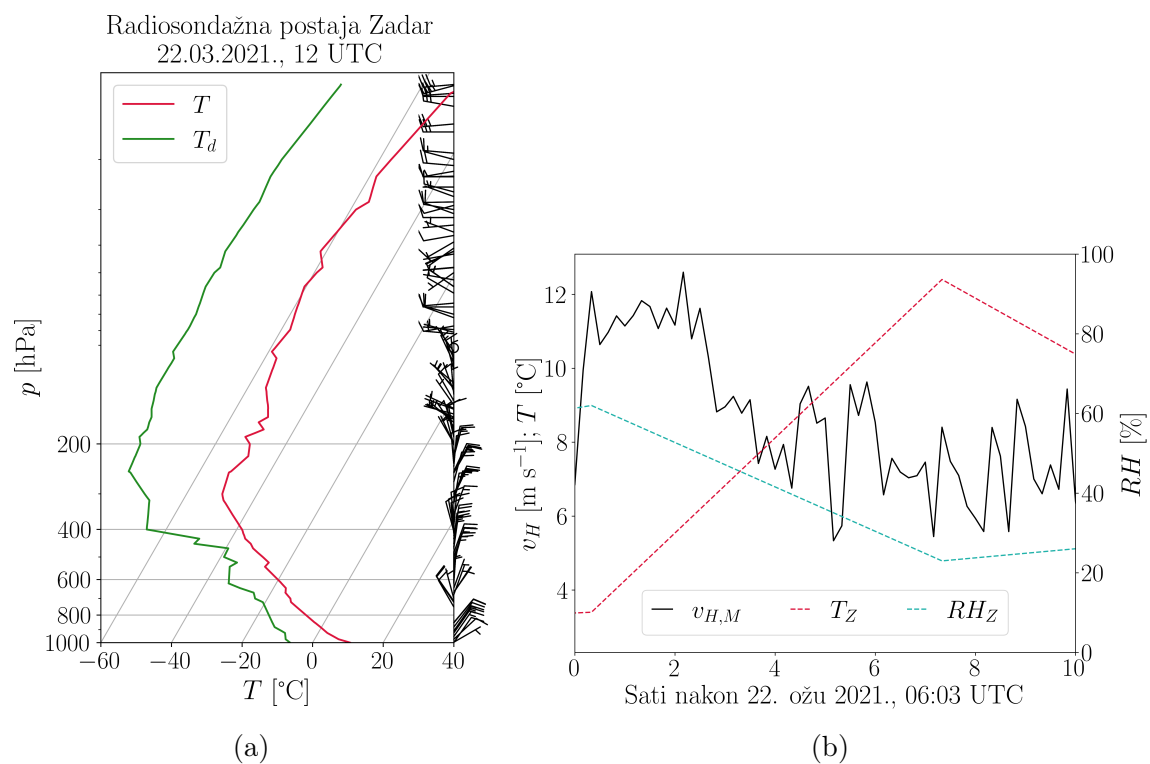 Radiosondažna postaja Zadar
22.03.2021., 12 UTC
T
T_d
p [hPa]
200
400
600
800
1000
−60
−40
−20
0
20
40
T [°C]
(a)
v_H [m s⁻¹]; T [°C]
12
10
8
6
4
100
80
60
40
20
0
RH [%]
v_{H,M}
T_Z
RH_Z
0
2
4
6
8
10
Sati nakon 22. ožu 2021., 06:03 UTC
(b)